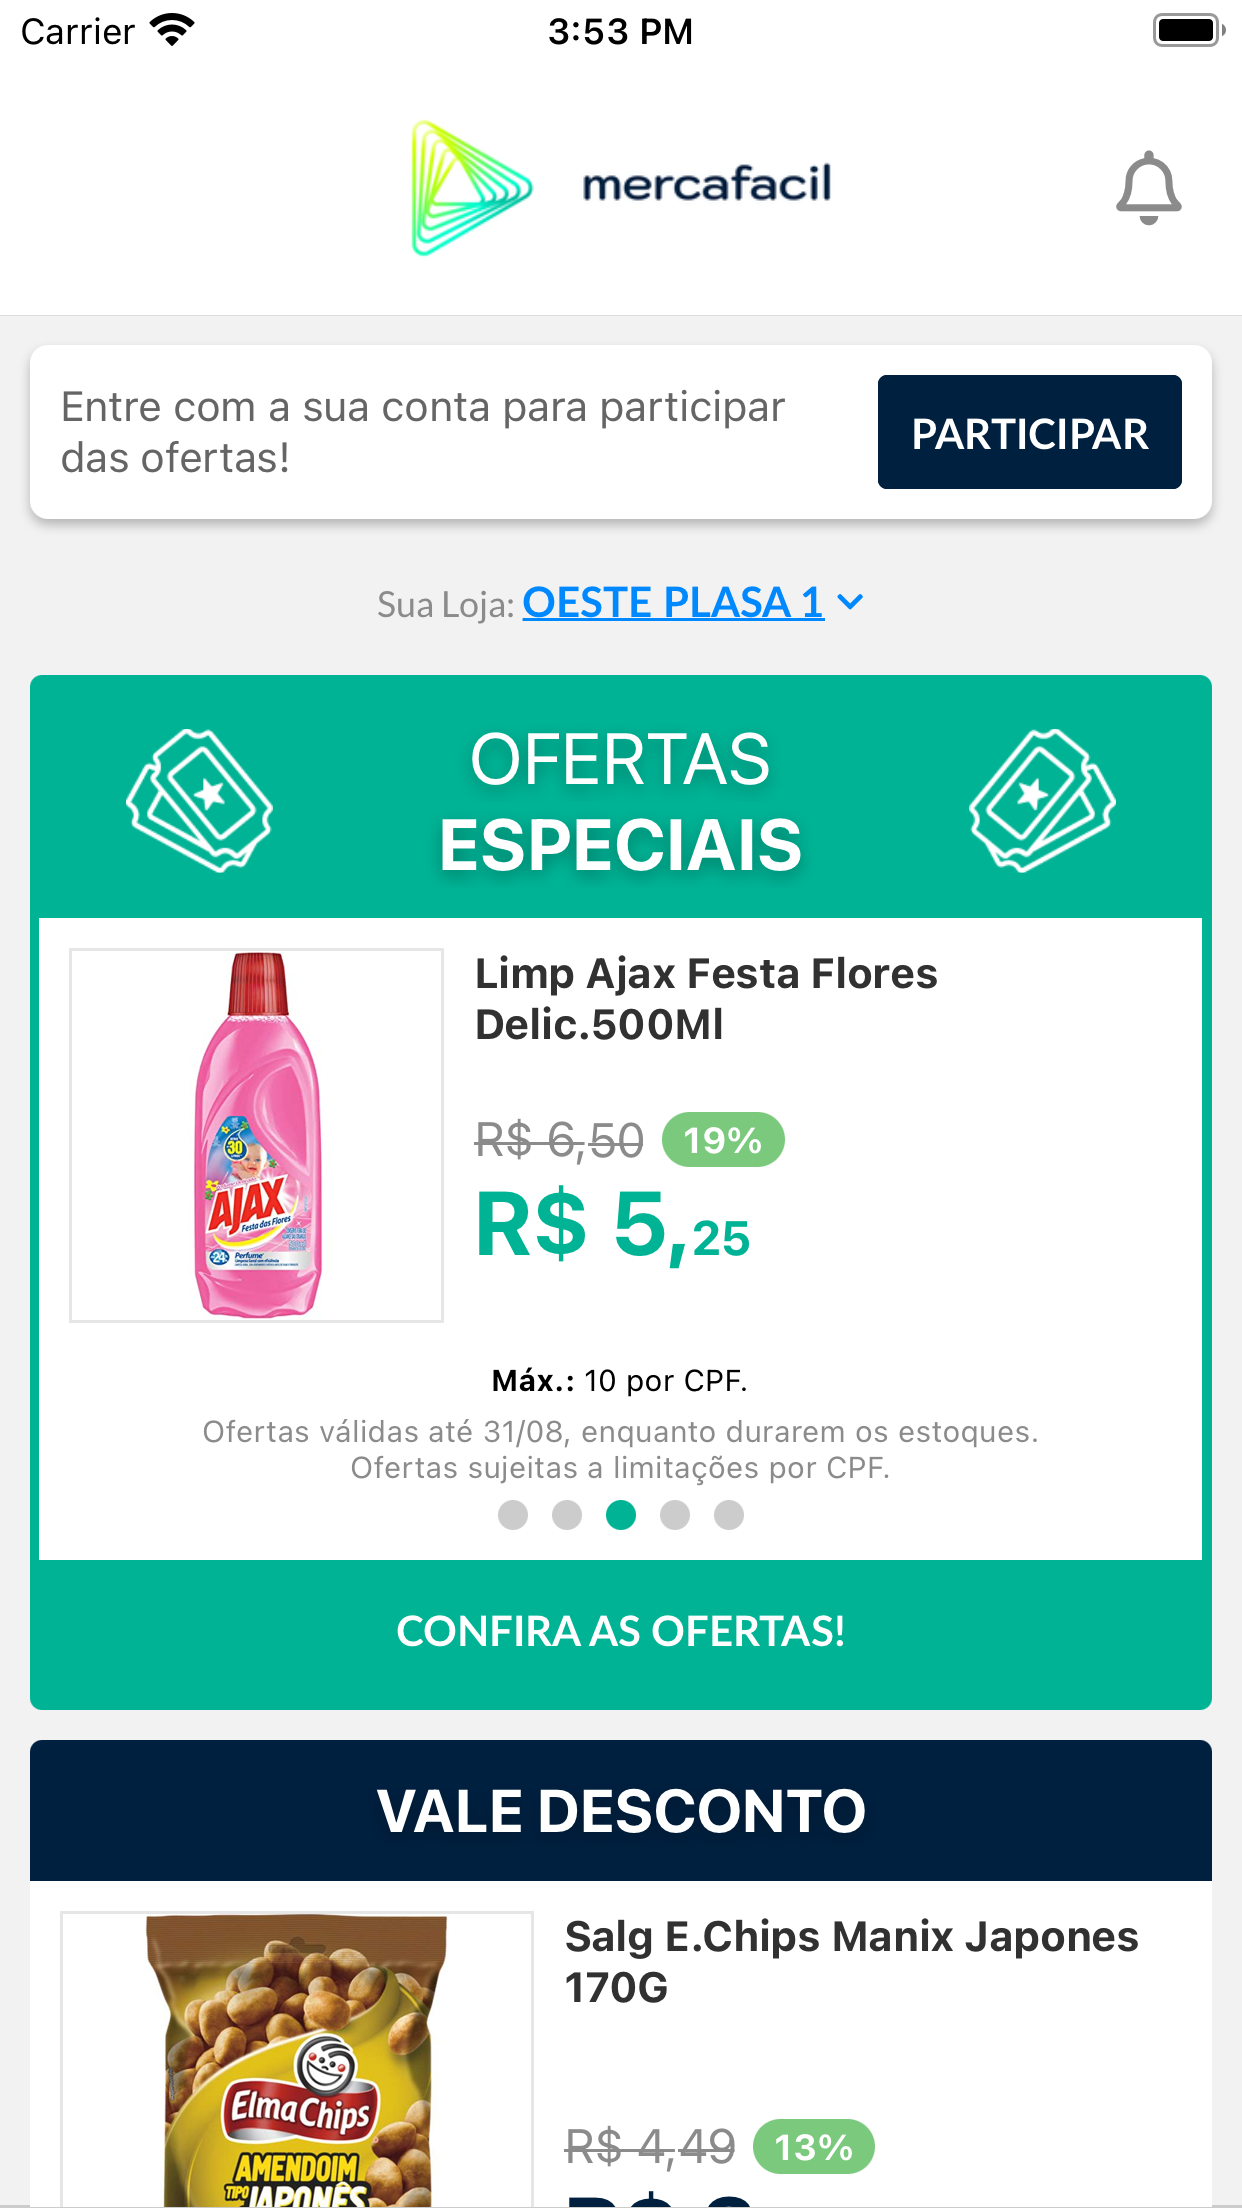 Carrier
3:53 PM
mercafacil
Entre com a sua conta para participar
das ofertas!
PARTICIPAR
Sua Loja: OESTE PLASA 1
OFERTAS
ESPECIAIS
Limp Ajax Festa Flores
Delic.500Ml
R$ 6,50 19%
R$ 5,25
30
AJAX
Festa das Flores
24
Perfume
Máx.: 10 por CPF.
Ofertas válidas até 31/08, enquanto durarem os estoques.
Ofertas sujeitas a limitações por CPF.
CONFIRA AS OFERTAS!
VALE DESCONTO
Salg E.Chips Manix Japones
170G
Elma Chips
AMENDOIM
TIPO JAPONÊS
R$ 4,49 13%
R$